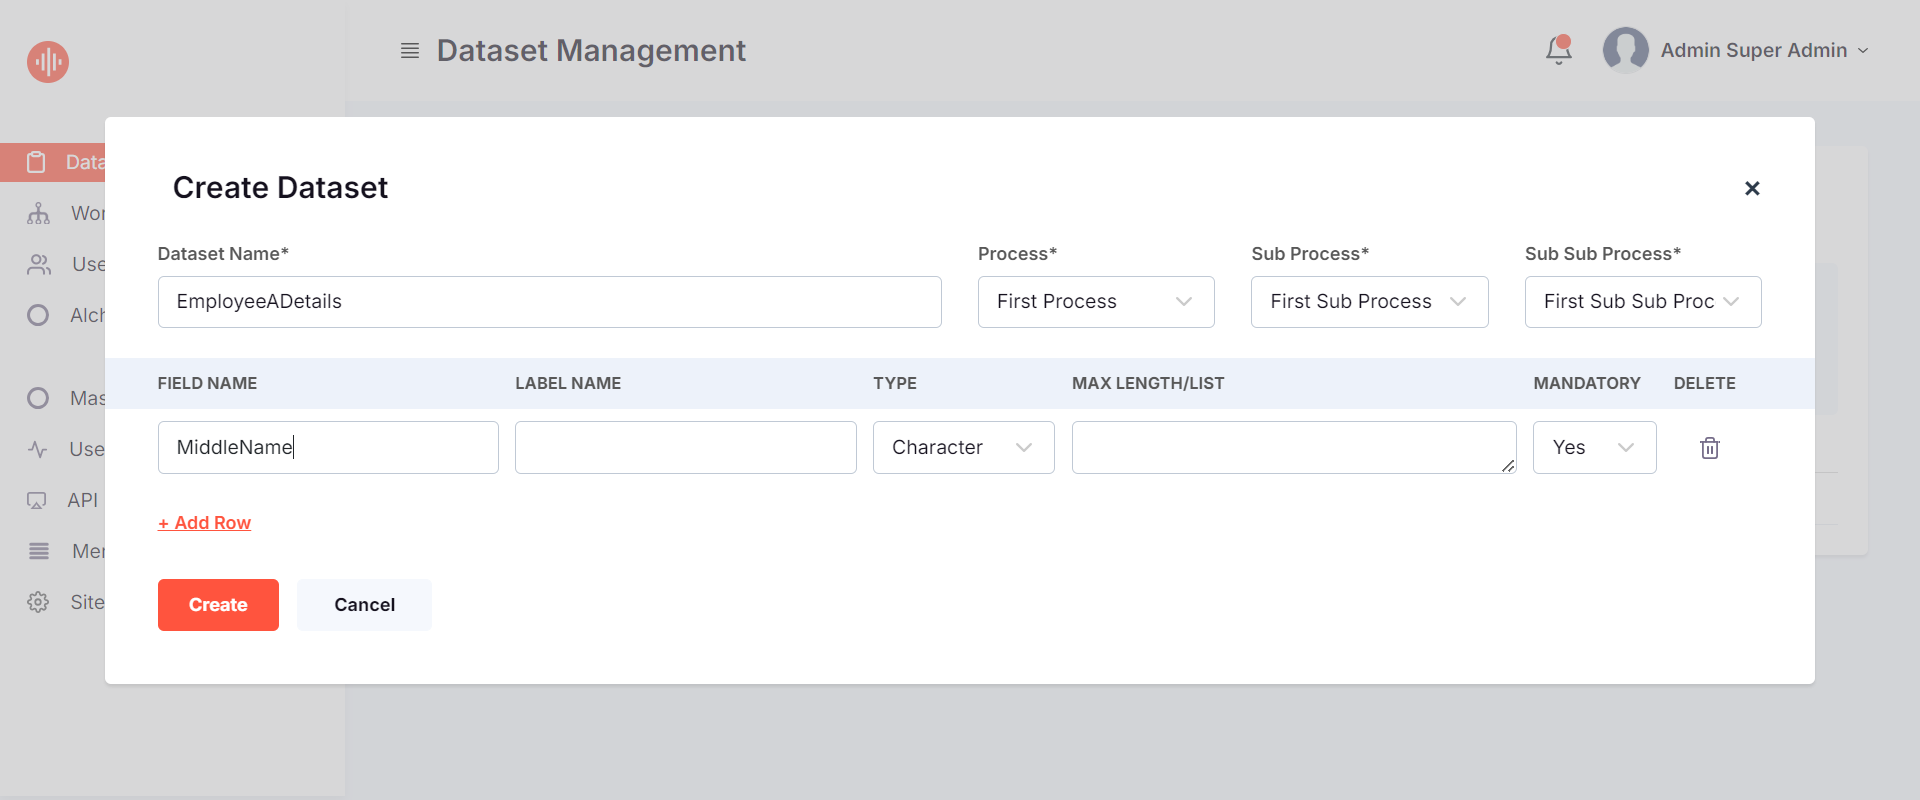 Dataset Management
Admin Super Admin
Create Dataset
Dataset Name*
Process*
Sub Process*
Sub Sub Process*
EmployeeADetails
First Process
First Sub Process
First Sub Sub Proc
FIELD NAME
LABEL NAME
TYPE
MAX LENGTH/LIST
MANDATORY
DELETE
MiddleName
Character
Yes
+ Add Row
Create
Cancel
Data
Wor
Use
Alch
Mas
Use
API
Mer
Site